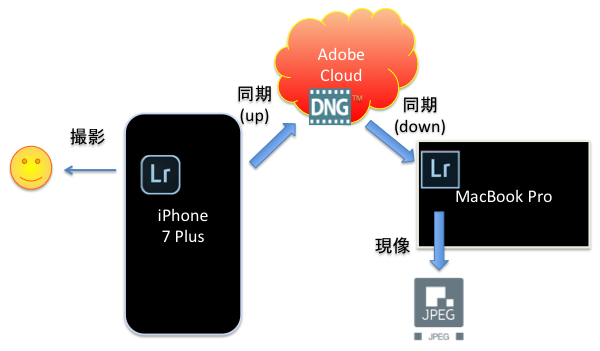 撮影
Lr
iPhone
7 Plus
同期
(up)
Adobe
Cloud
DNG™
同期
(down)
Lr
MacBook Pro
現像
JPEG
JPEG